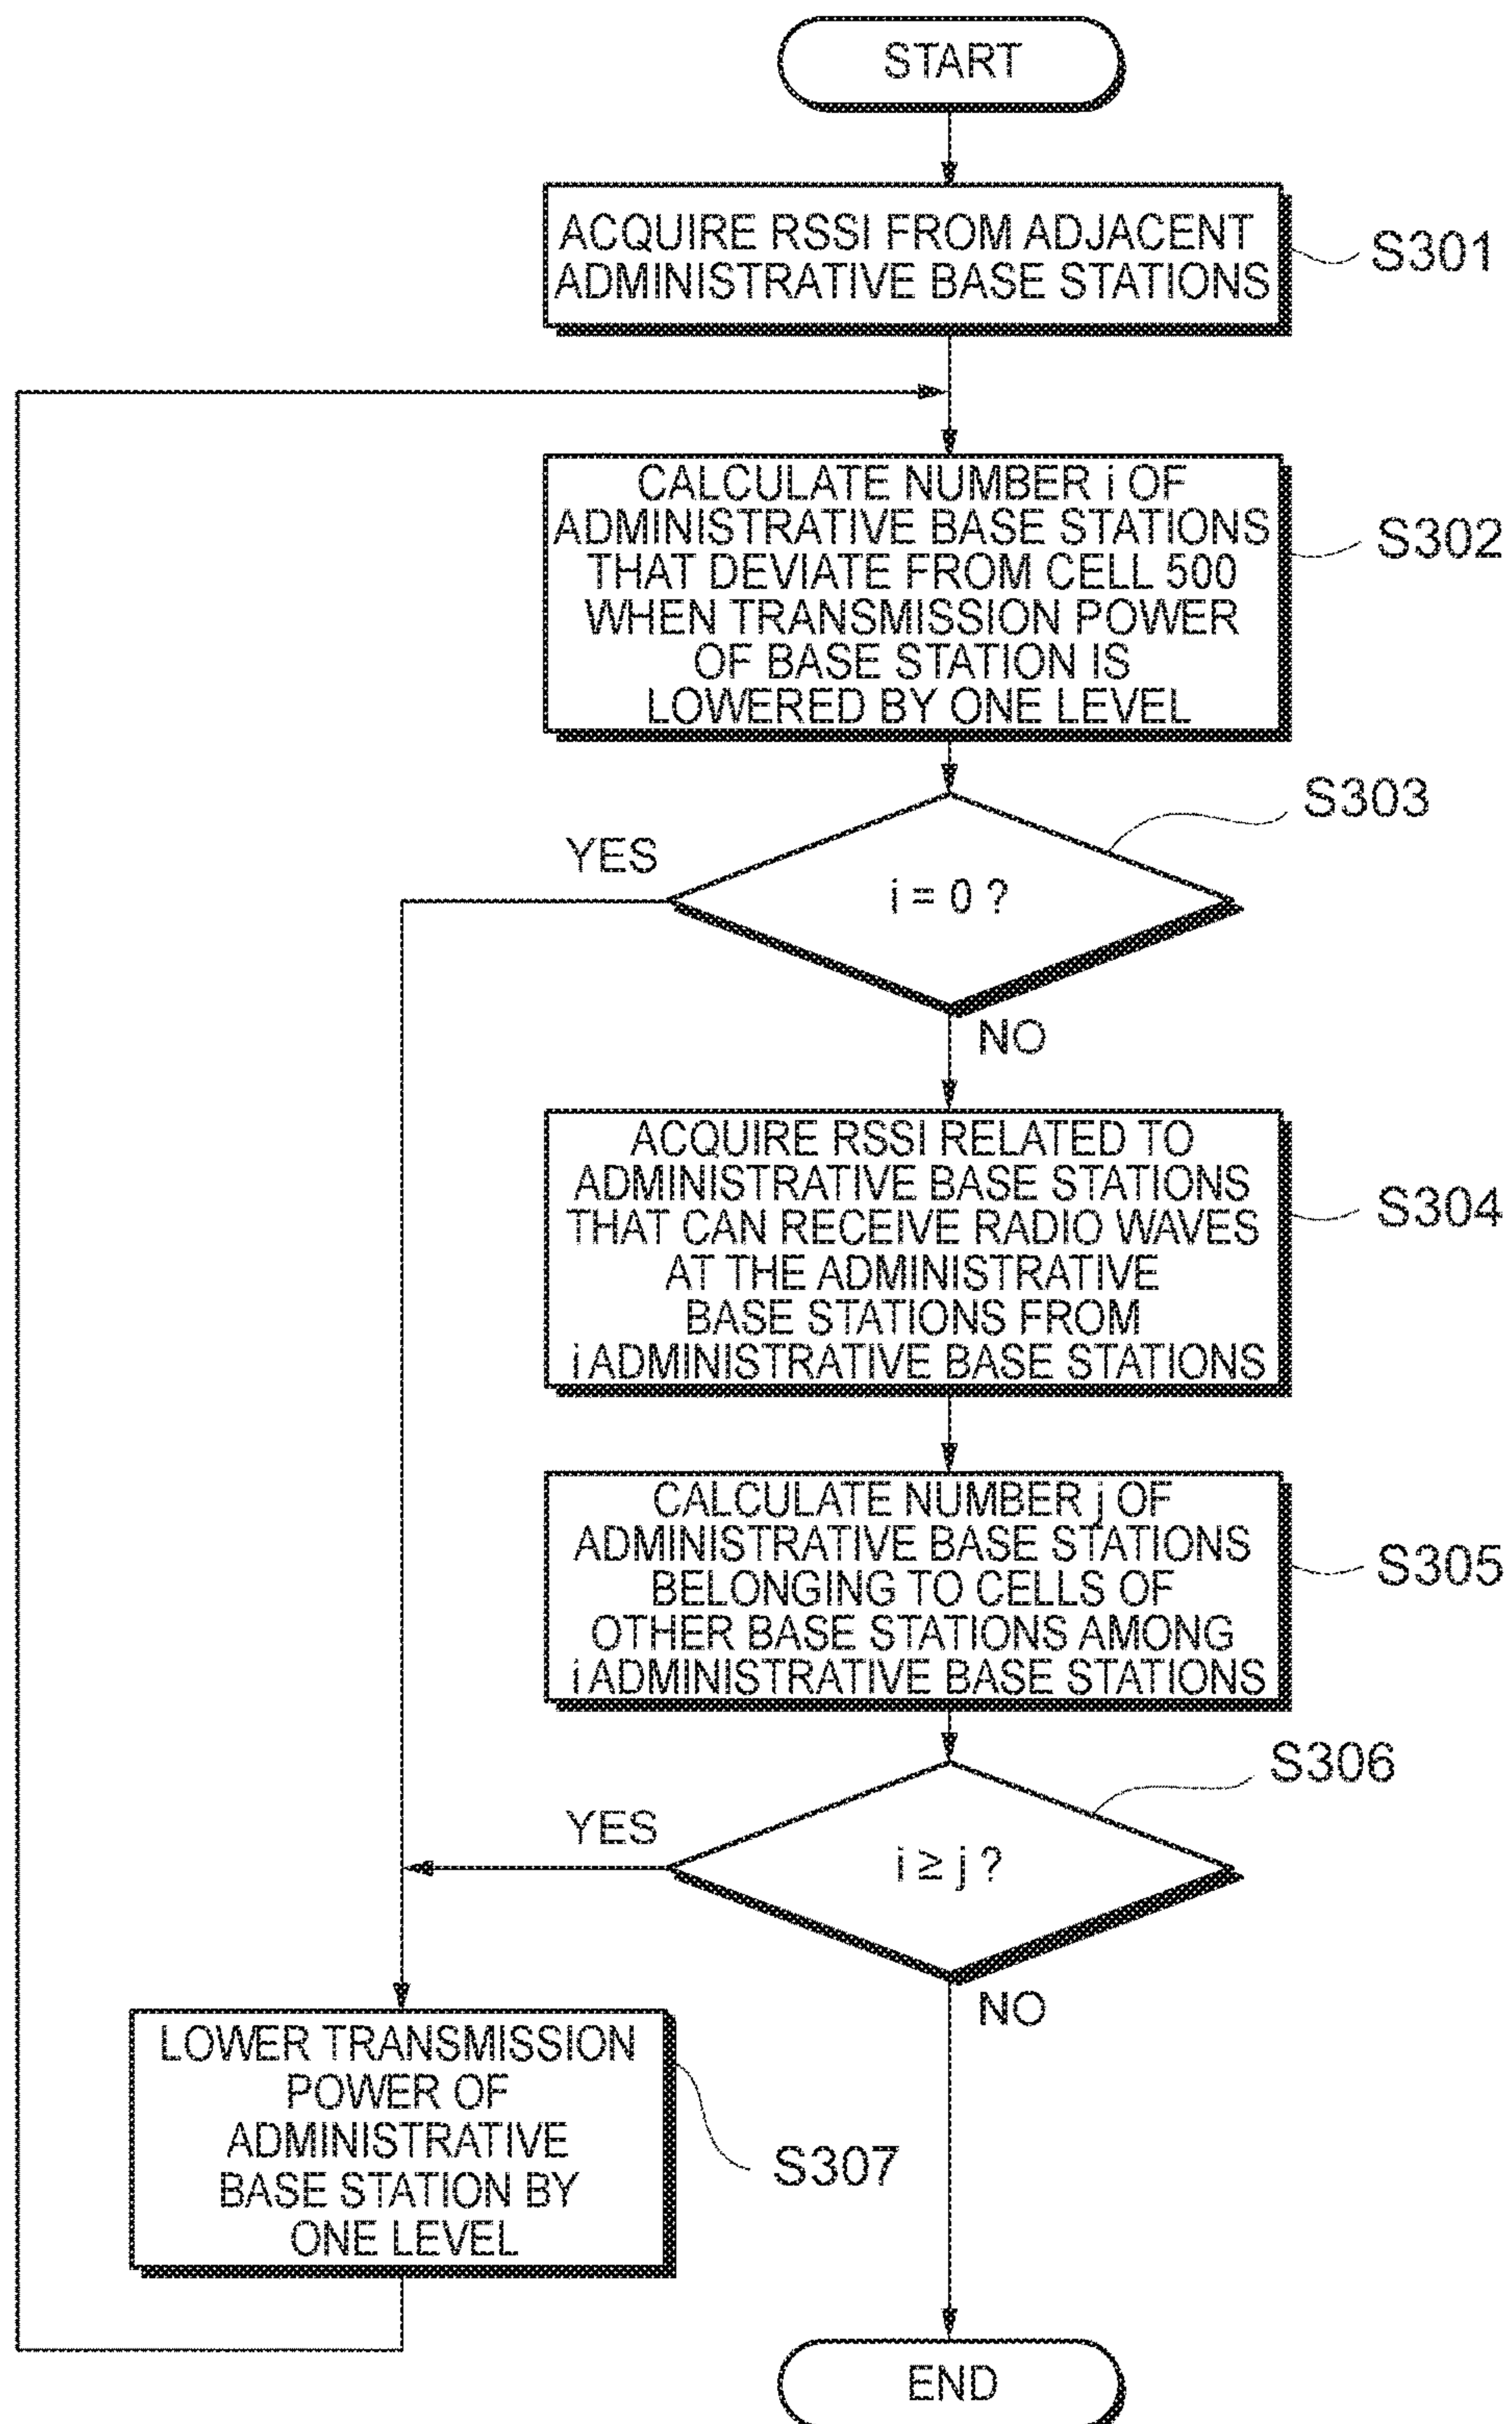 START
ACQUIRE RSSI FROM ADJACENT
ADMINISTRATIVE BASE STATIONS
S301
CALCULATE NUMBER i OF
ADMINISTRATIVE BASE STATIONS
THAT DEVIATE FROM CELL 500
WHEN TRANSMISSION POWER
OF BASE STATION IS
LOWERED BY ONE LEVEL
S302
S303
YES
i = 0 ?
NO
ACQUIRE RSSI RELATED TO
ADMINISTRATIVE BASE STATIONS
THAT CAN RECEIVE RADIO WAVES
AT THE ADMINISTRATIVE
BASE STATIONS FROM
i ADMINISTRATIVE BASE STATIONS
S304
CALCULATE NUMBER j OF
ADMINISTRATIVE BASE STATIONS
BELONGING TO CELLS OF
OTHER BASE STATIONS AMONG
i ADMINISTRATIVE BASE STATIONS
S305
S306
YES
i ≥ j ?
NO
LOWER TRANSMISSION
POWER OF
ADMINISTRATIVE
BASE STATION BY
ONE LEVEL
S307
END